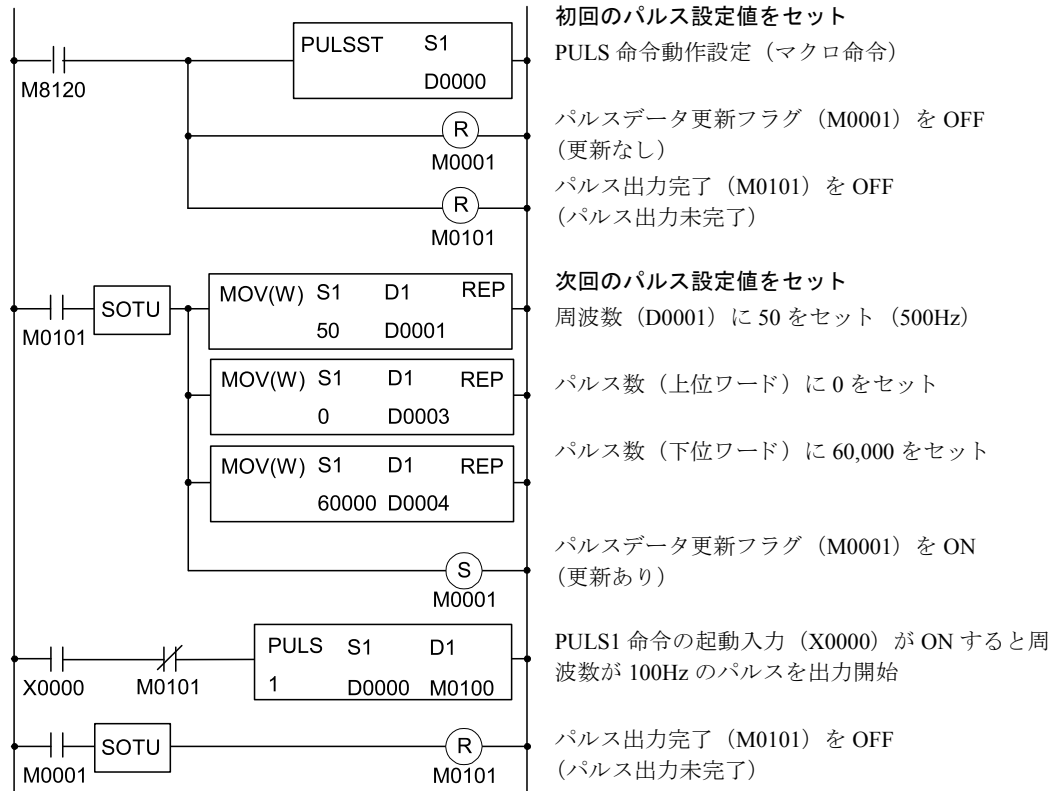 初回のパルス設定値をセット
PULSST S1
D0000
PULS 命令動作設定（マクロ命令）
M8120
R
M0001
パルスデータ更新フラグ（M0001）を OFF
（更新なし）
R
M0101
パルス出力完了（M0101）を OFF
（パルス出力未完了）
次回のパルス設定値をセット
M0101
SOTU
MOV(W) S1 D1 REP
50 D0001
周波数（D0001）に 50 をセット（500Hz）
MOV(W) S1 D1 REP
0 D0003
パルス数（上位ワード）に 0 をセット
MOV(W) S1 D1 REP
60000 D0004
パルス数（下位ワード）に 60,000 をセット
S
M0001
パルスデータ更新フラグ（M0001）を ON
（更新あり）
X0000 M0101
PULS S1 D1
1 D0000 M0100
PULS1 命令の起動入力（X0000）が ON すると周
波数が 100Hz のパルスを出力開始
M0001
SOTU
R
M0101
パルス出力完了（M0101）を OFF
（パルス出力未完了）